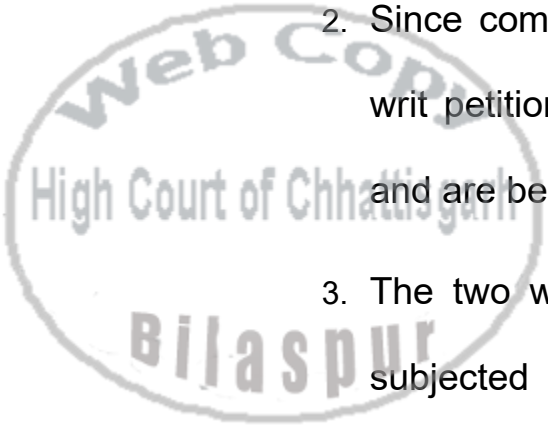 2. Since com
Web Copy
writ petition
High Court of Chhattisgarh
and are be
3. The two w
Bilaspur
subjected